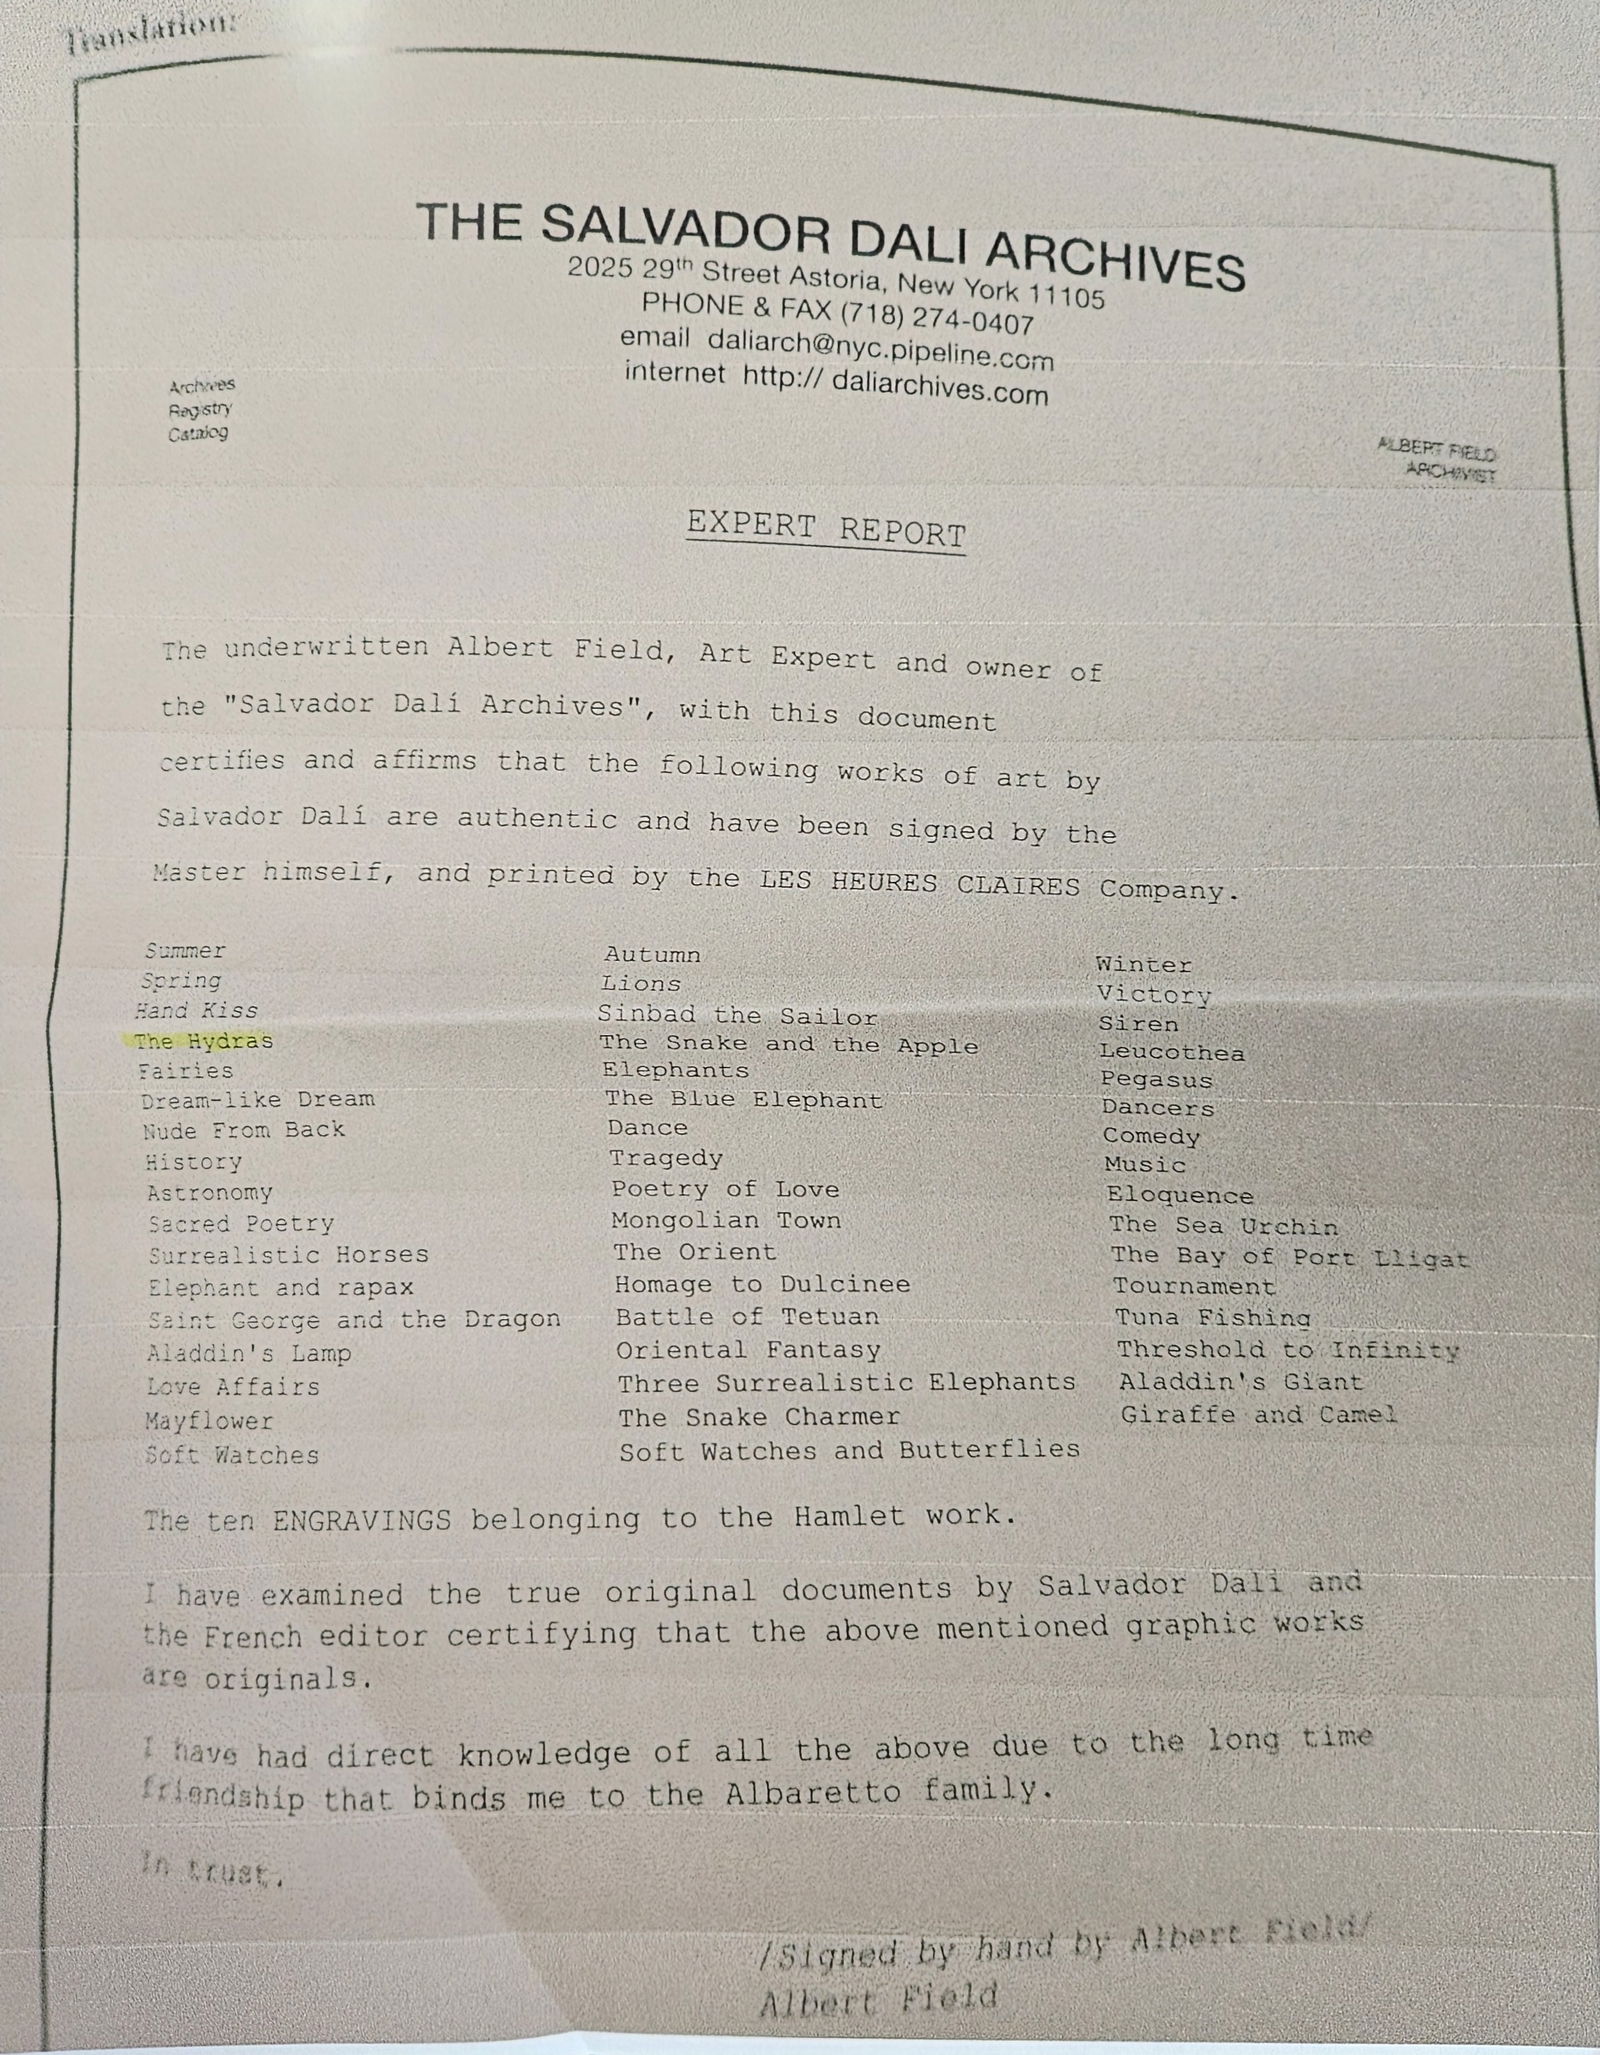 Translation:
THE SALVADOR DALI ARCHIVES
2025 29th Street Astoria, New York 11105
PHONE & FAX (718) 274-0407
email daliarch@nyc.pipeline.com
internet http:// daliarchives.com
Archives
Registry
Catalog
ALBERT FIELD
ARCHIVIST
EXPERT REPORT
The underwritten Albert Field, Art Expert and owner of
the "Salvador Dalí Archives", with this document
certifies and affirms that the following works of art by
Salvador Dalí are authentic and have been signed by the
Master himself, and printed by the LES HEURES CLAIRES Company.
Summer Autumn Winter
Spring Lions Victory
Hand Kiss Sinbad the Sailor Siren
The Hydras The Snake and the Apple Leucothea
Fairies Elephants Pegasus
Dream-like Dream The Blue Elephant Dancers
Nude From Back Dance Comedy
History Tragedy Music
Astronomy Poetry of Love Eloquence
Sacred Poetry Mongolian Town The Sea Urchin
Surrealistic Horses The Orient The Bay of Port Lligat
Elephant and rapax Homage to Dulcinee Tournament
Saint George and the Dragon Battle of Tetuan Tuna Fishing
Aladdin's Lamp Oriental Fantasy Threshold to Infinity
Love Affairs Three Surrealistic Elephants Aladdin's Giant
Mayflower The Snake Charmer Giraffe and Camel
Soft Watches Soft Watches and Butterflies
The ten ENGRAVINGS belonging to the Hamlet work.
I have examined the true original documents by Salvador Dalí and
the French editor certifying that the above mentioned graphic works
are originals.
I have had direct knowledge of all the above due to the long time
friendship that binds me to the Albaretto family.
In trust.
/Signed by hand by Albert Field/
Albert Field